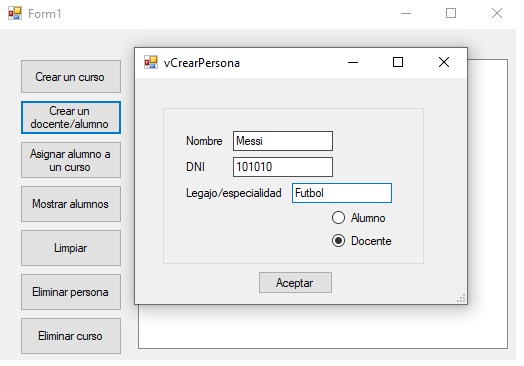 Form1
Crear un curso
Crear un
docente/alumno
Asignar alumno a
un curso
Mostrar alumnos
Limpiar
Eliminar persona
Eliminar curso
vCrearPersona
Nombre Messi
DNI 101010
Legajo/especialidad Futbol
Alumno
Docente
Aceptar